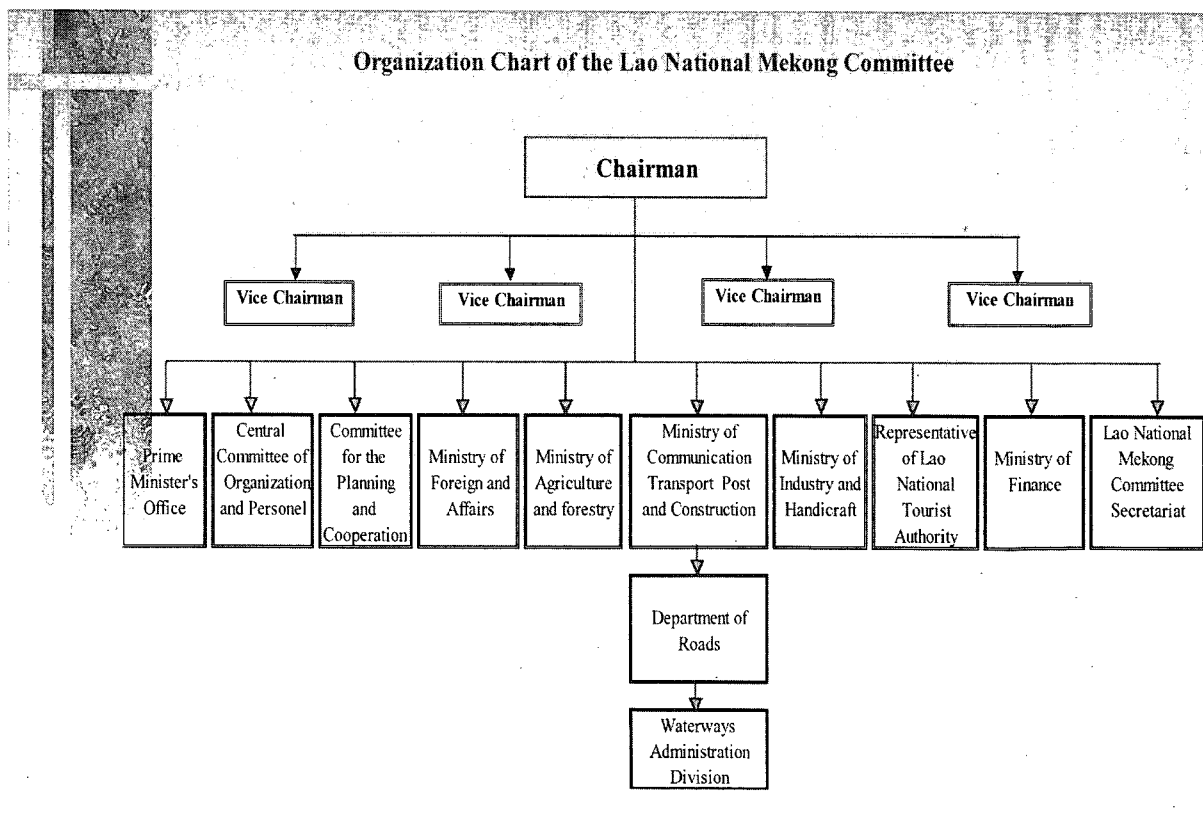 Organization Chart of the Lao National Mekong Committee
Chairman
Vice Chairman
Vice Chairman
Vice Chairman
Vice Chairman
Prime
Minister's
Office
Central
Committee of
Organization
and Personel
Committee
for the
Planning
and
Cooperation
Ministry of
Foreign and
Affairs
Ministry of
Agriculture
and forestry
Ministry of
Communication
Transport Post
and Construction
Ministry of
Industry and
Handicraft
Representative
of Lao
National
Tourist
Authority
Ministry of
Finance
Lao National
Mekong
Committee
Secretariat
Department of
Roads
Waterways
Administration
Division